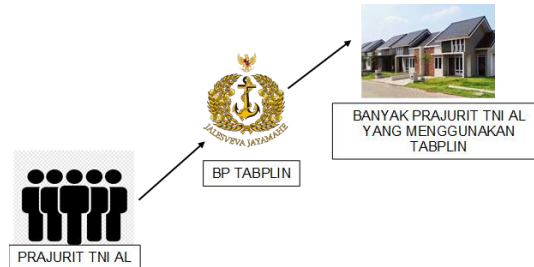 JALESVEVA JAYAMAHE
BANYAK PRAJURIT TNI AL
YANG MENGGUNAKAN
TABPLIN
BP TABPLIN
PRAJURIT TNI AL